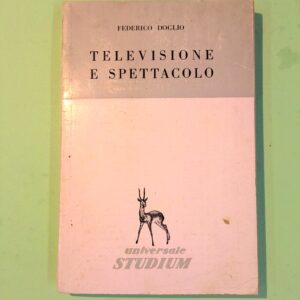 FEDERICO DOGLIO
TELEVISIONE
E SPETTACOLO
universale
STUDIUM